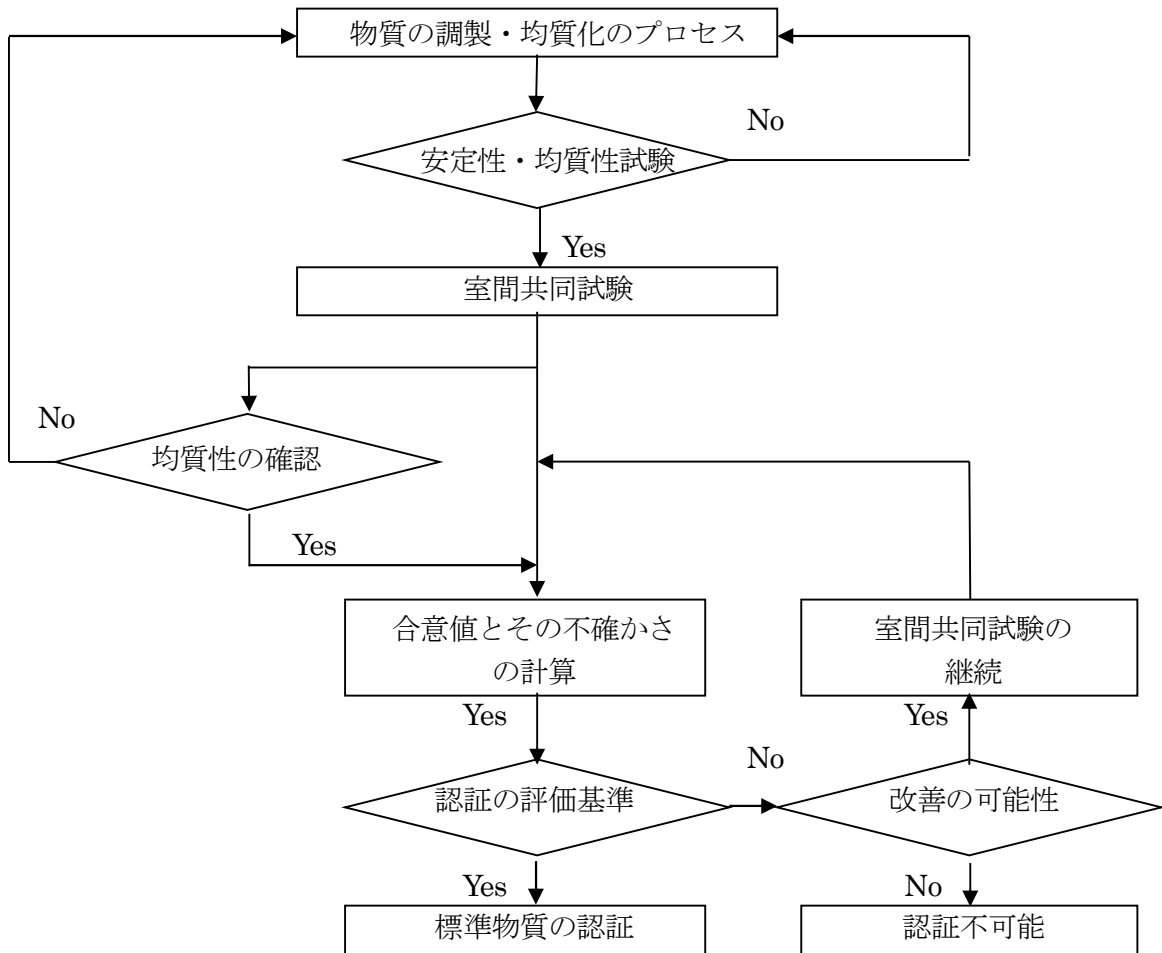 物質の調製・均質化のプロセス
No
安定性・均質性試験
Yes
室間共同試験
No
均質性の確認
Yes
合意値とその不確かさ
の計算
室間共同試験の
継続
Yes
Yes
No
認証の評価基準
改善の可能性
Yes
No
標準物質の認証
認証不可能